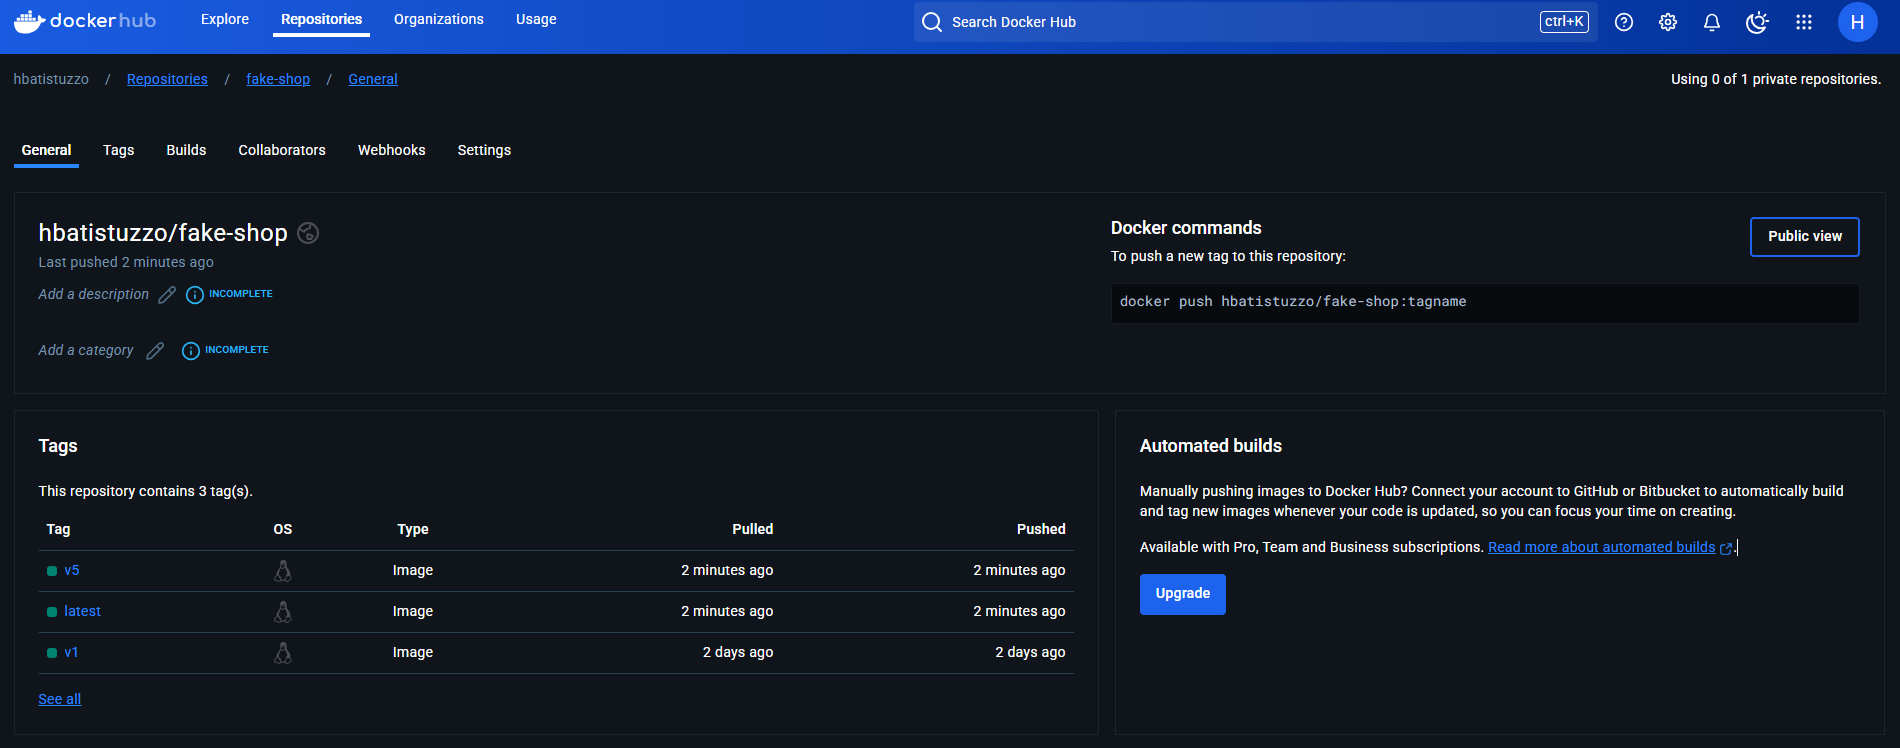 dockerhub Explore Repositories Organizations Usage Search Docker Hub ctrl+K H
hbatistuzzo / Repositories / fake-shop / General Using 0 of 1 private repositories.
General Tags Builds Collaborators Webhooks Settings
hbatistuzzo/fake-shop
Last pushed 2 minutes ago
Add a description INCOMPLETE
Add a category INCOMPLETE
Docker commands
Public view
To push a new tag to this repository:
docker push hbatistuzzo/fake-shop:tagname
Tags
This repository contains 3 tag(s).
Tag OS Type Pulled Pushed
v5 Image 2 minutes ago 2 minutes ago
latest Image 2 minutes ago 2 minutes ago
v1 Image 2 days ago 2 days ago
See all
Automated builds
Manually pushing images to Docker Hub? Connect your account to GitHub or Bitbucket to automatically build
and tag new images whenever your code is updated, so you can focus your time on creating.
Available with Pro, Team and Business subscriptions. Read more about automated builds .
Upgrade